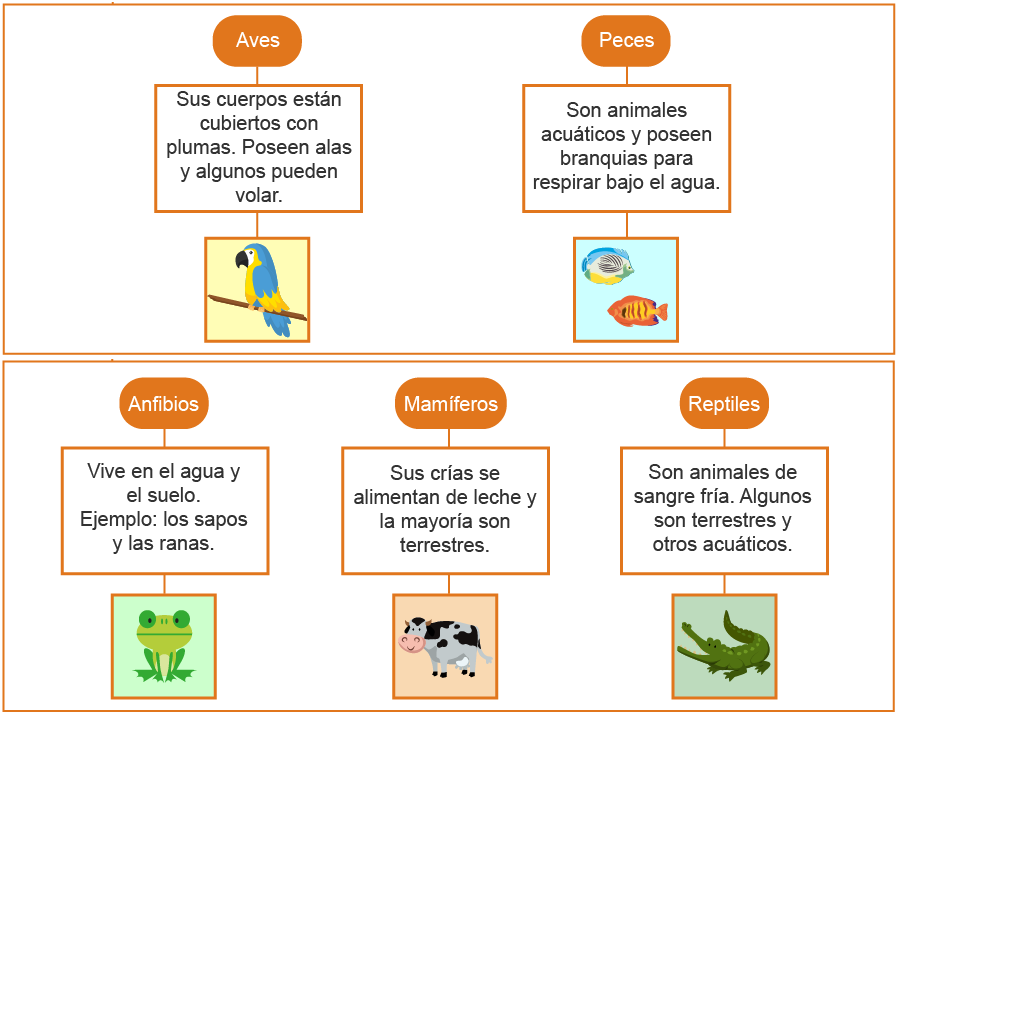 Aves
Sus cuerpos están
cubiertos con
plumas. Poseen alas
y algunos pueden
volar.
Peces
Son animales
acuáticos y poseen
branquias para
respirar bajo el agua.
Anfibios
Vive en el agua y
el suelo.
Ejemplo: los sapos
y las ranas.
Mamíferos
Sus crías se
alimentan de leche y
la mayoría son
terrestres.
Reptiles
Son animales de
sangre fría. Algunos
son terrestres y
otros acuáticos.